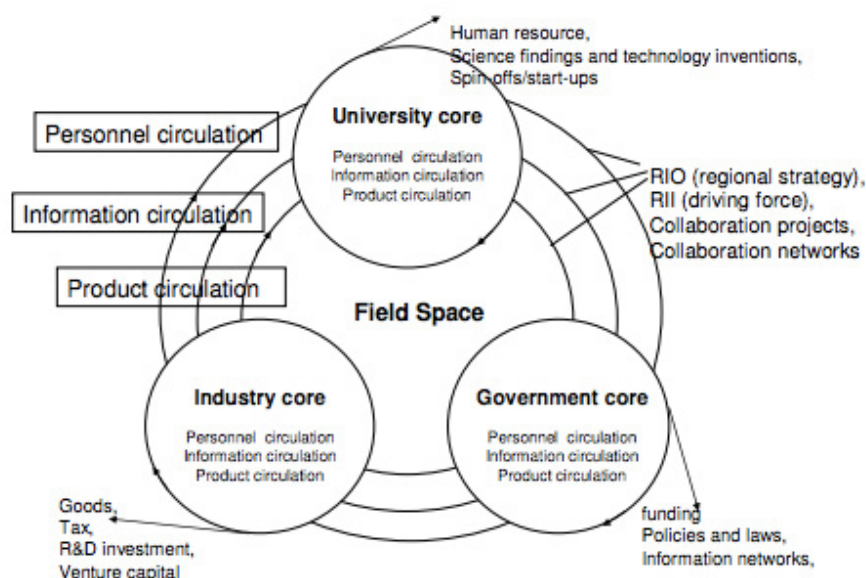 Human resource,
Science findings and technology inventions,
Spin-offs/start-ups
University core
Personnel circulation
Information circulation
Product circulation
Personnel circulation
Information circulation
Product circulation
RIO (regional strategy),
RII (driving force),
Collaboration projects,
Collaboration networks
Field Space
Industry core
Personnel circulation
Information circulation
Product circulation
Government core
Personnel circulation
Information circulation
Product circulation
Goods,
Tax,
R&D investment,
Venture capital
funding
Policies and laws,
Information networks,